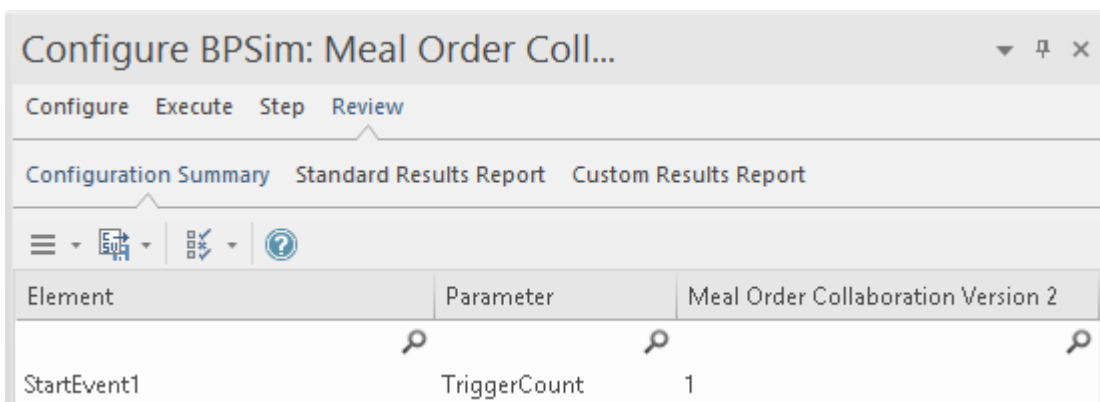 Configure BPSim: Meal Order Coll...
Configure Execute Step Review
Configuration Summary Standard Results Report Custom Results Report
Element Parameter Meal Order Collaboration Version 2
StartEvent1 TriggerCount 1